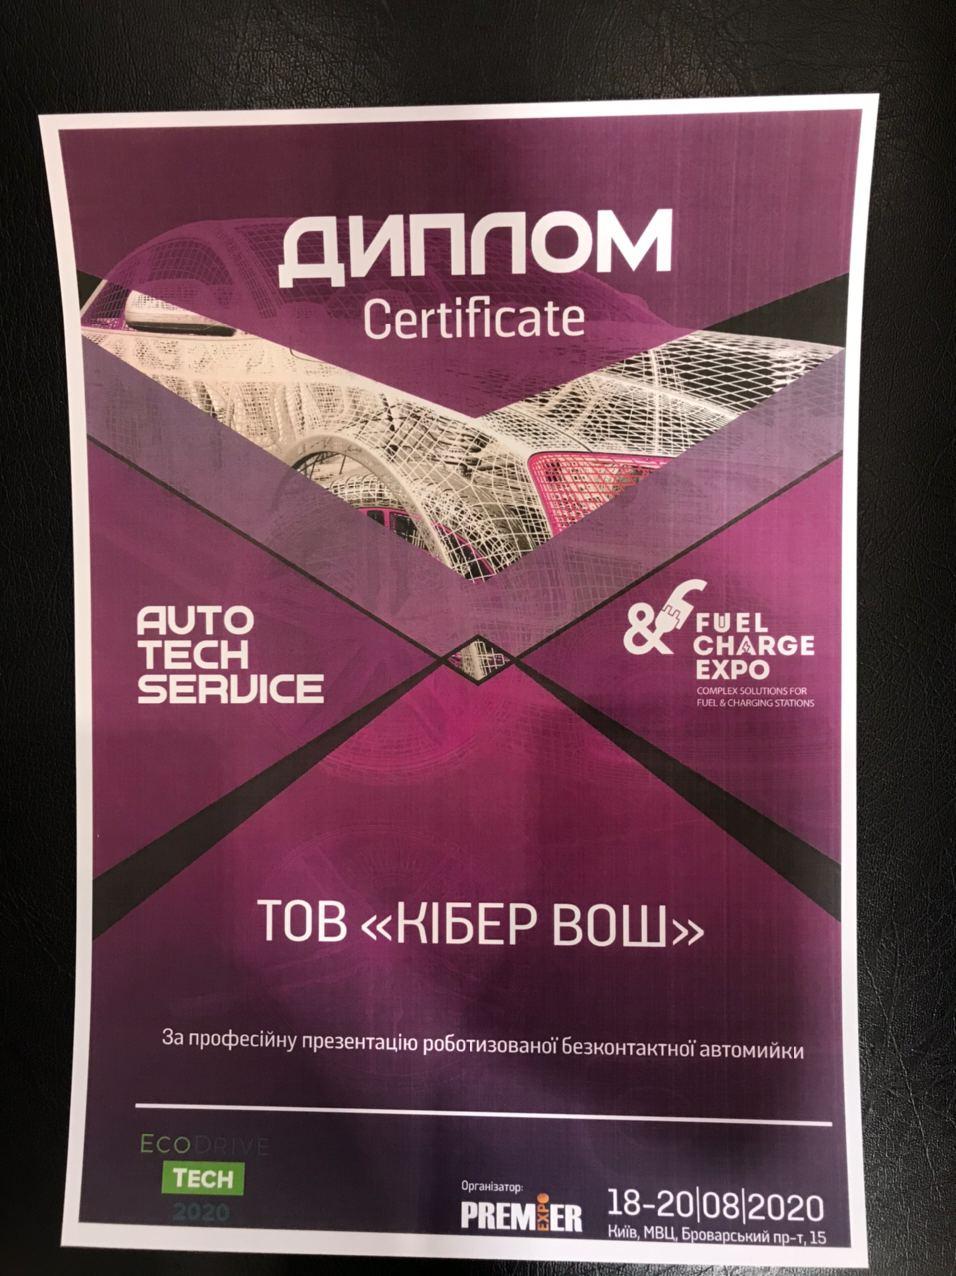 ДИПЛОМ
Certificate
AUTO
TECH
SERVICE
& FUEL
CHARGE
EXPO
COMPLEX SOLUTIONS FOR
FUEL & CHARGING STATIONS
ТОВ «КІБЕР ВОШ»
За професійну презентацію роботизованої безконтактної автомийки
ECODRIVE
TECH
2020
Організатор:
PREMIER
EXPO
18-20|08|2020
Київ, МВЦ, Броварський пр-т, 15